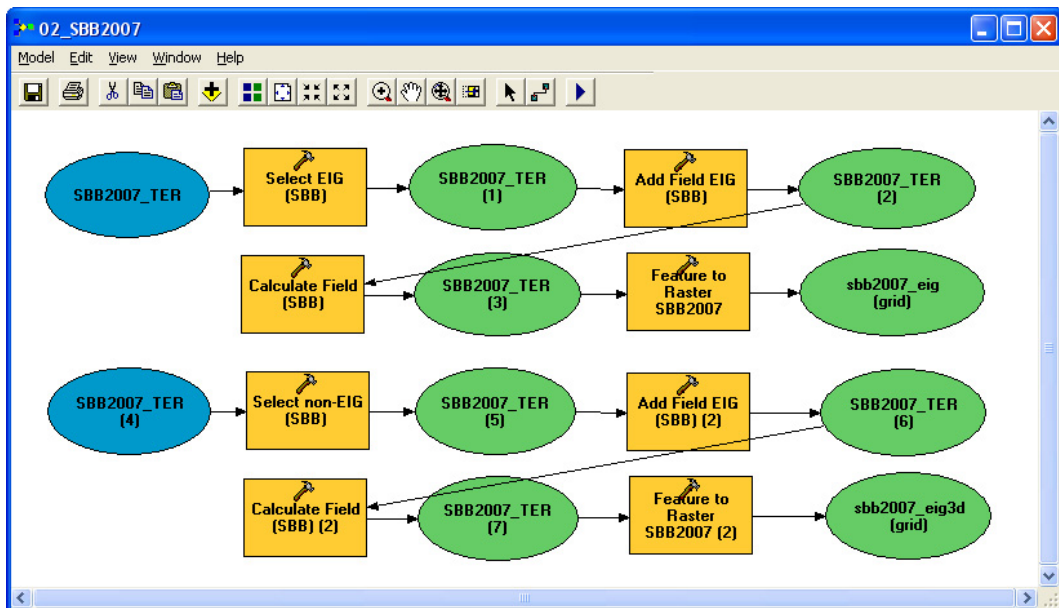 02_SBB2007
Model Edit View Window Help
SBB2007_TER
Select EIG
(SBB)
SBB2007_TER
(1)
Add Field EIG
(SBB)
SBB2007_TER
(2)
Calculate Field
(SBB)
SBB2007_TER
(3)
Feature to
Raster
SBB2007
sbb2007_eig
(grid)
SBB2007_TER
(4)
Select non-EIG
(SBB)
SBB2007_TER
(5)
Add Field EIG
(SBB) (2)
SBB2007_TER
(6)
Calculate Field
(SBB) (2)
SBB2007_TER
(7)
Feature to
Raster
SBB2007 (2)
sbb2007_eig3d
(grid)